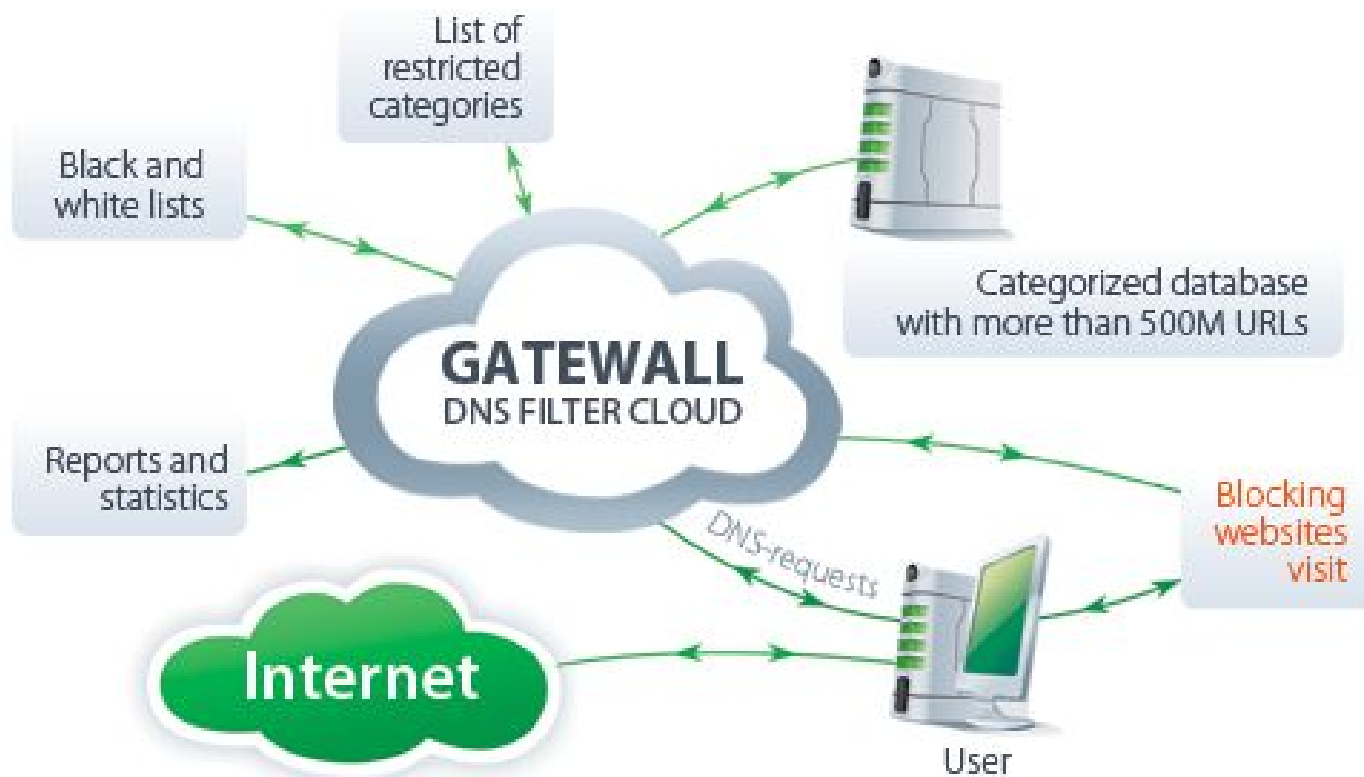 List of
restricted
categories
Black and
white lists
Categorized database
with more than 500M URLs
GATEWALL
DNS FILTER CLOUD
Reports and
statistics
Blocking
websites
visit
DNS-requests
Internet
User